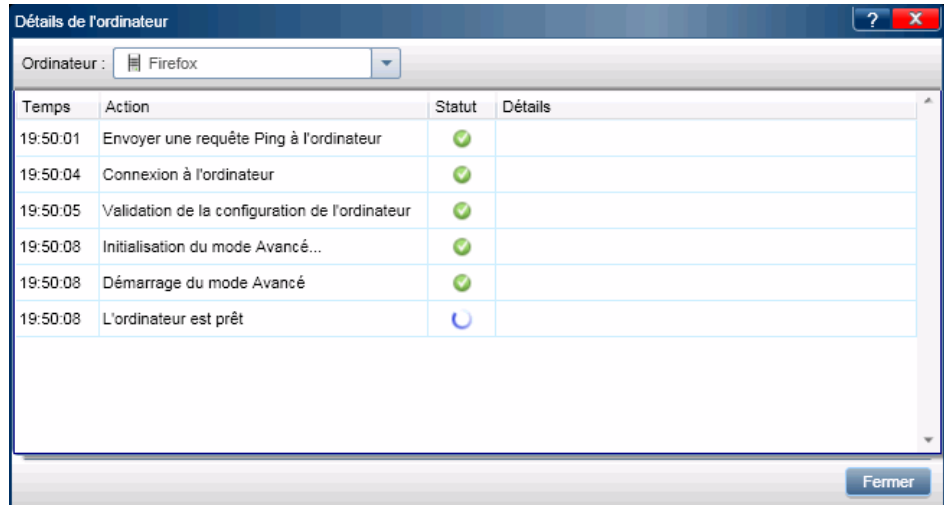 Détails de l'ordinateur ? X
Ordinateur : Firefox
Temps Action Statut Détails
19:50:01 Envoyer une requête Ping à l'ordinateur
19:50:04 Connexion à l'ordinateur
19:50:05 Validation de la configuration de l'ordinateur
19:50:08 Initialisation du mode Avancé...
19:50:08 Démarrage du mode Avancé
19:50:08 L'ordinateur est prêt
Fermer